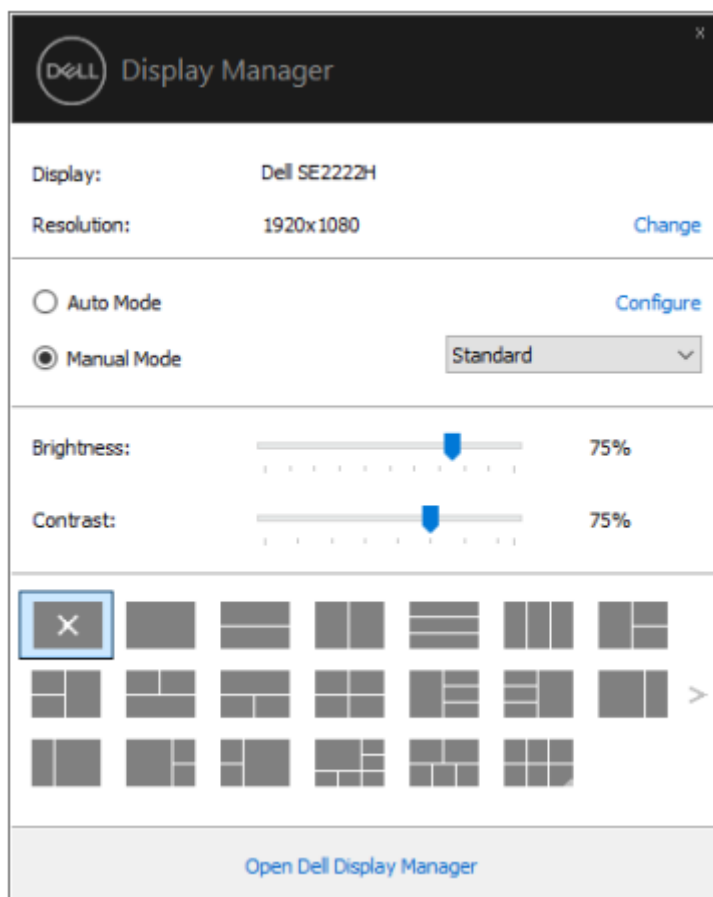 x
DELL Display Manager
Display: Dell SE2222H
Resolution: 1920x1080 Change
Auto Mode Configure
Manual Mode Standard
Brightness: 75%
Contrast: 75%
Open Dell Display Manager